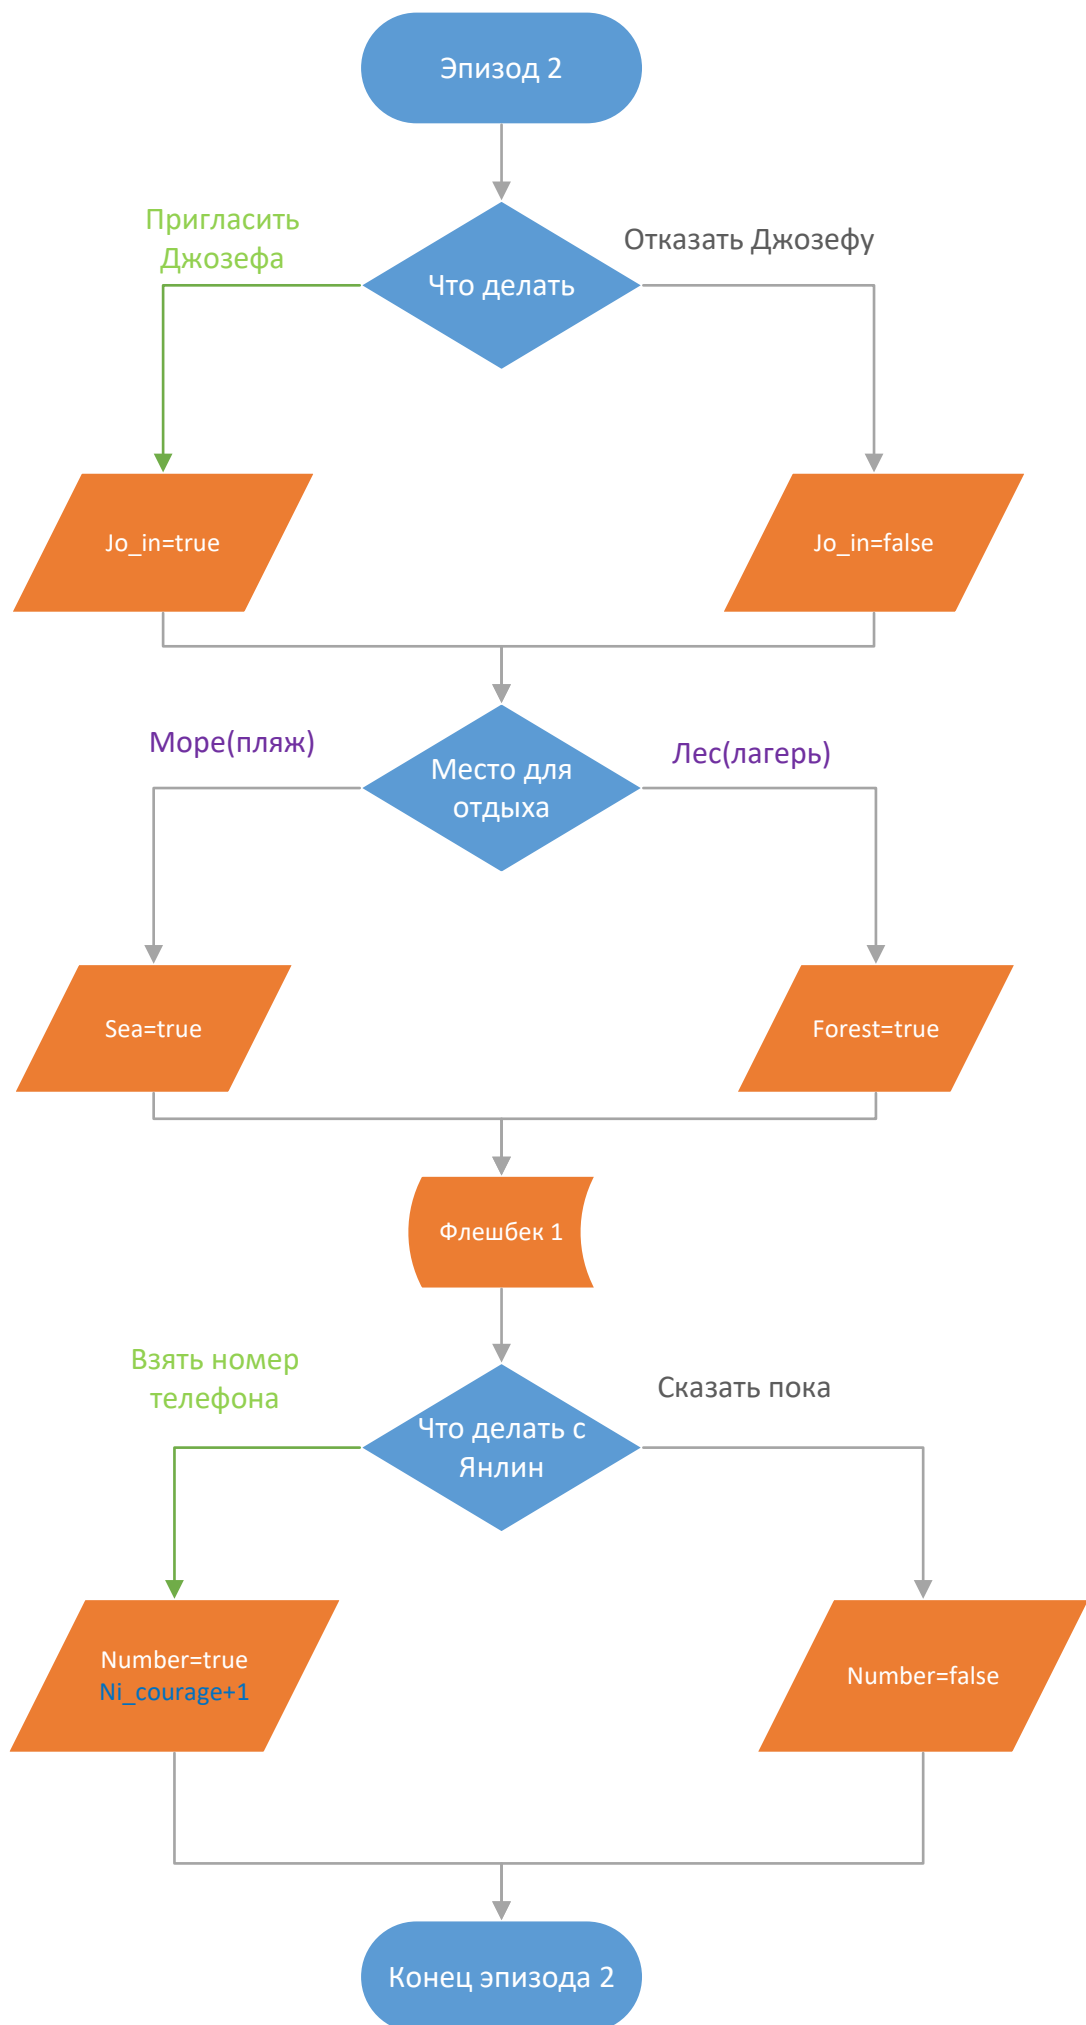 Эпизод 2
Пригласить
Джозефа
Отказать Джозефу
Что делать
Jo_in=true
Jo_in=false
Море(пляж)
Лес(лагерь)
Место для
отдыха
Sea=true
Forest=true
Флешбек 1
Взять номер
телефона
Сказать пока
Что делать с
Янлин
Number=true
Ni_courage+1
Number=false
Конец эпизода 2